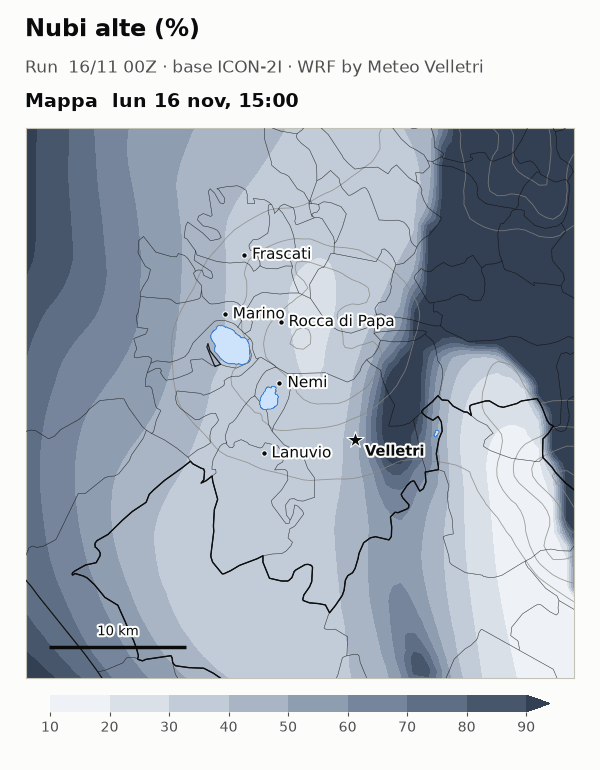 Nubi alte (%)
Run  16/11 00Z · base ICON-2I · WRF by Meteo Velletri
Mappa  lun 16 nov, 15:00
Frascati
Marino
Rocca di Papa
Nemi
Velletri
Lanuvio
10 km
10 20 30 40 50 60 70 80 90